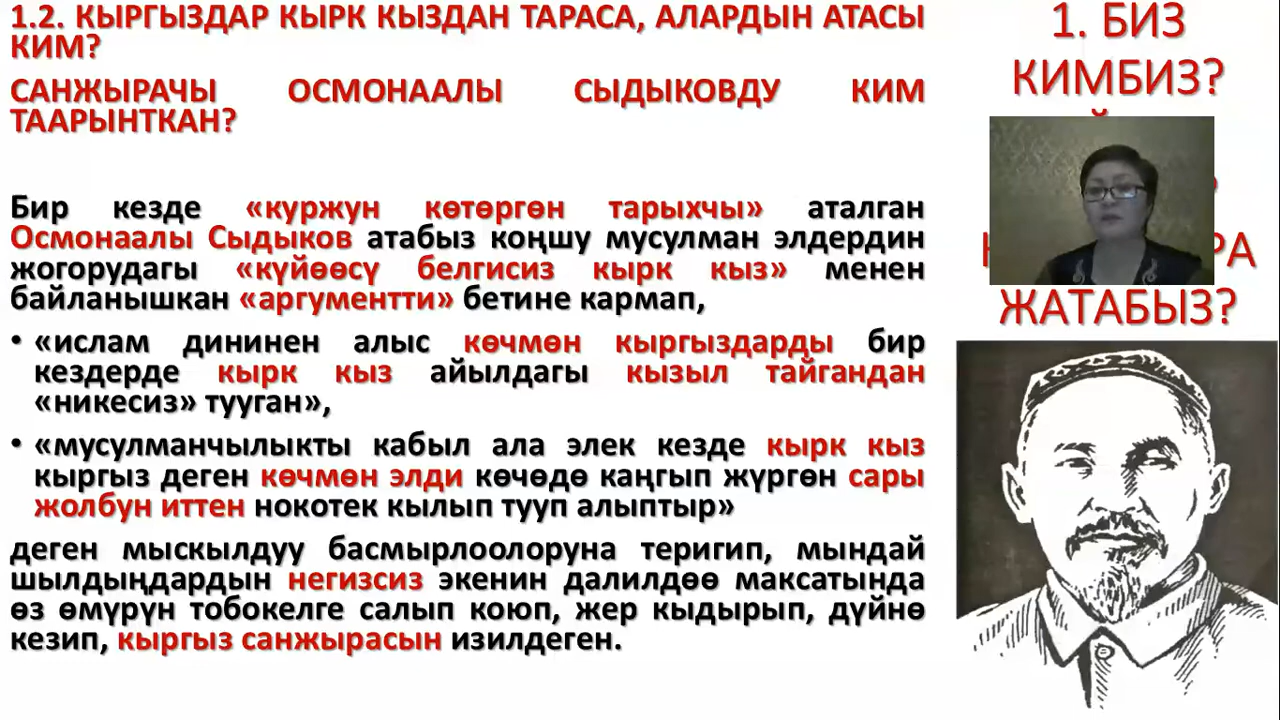 1.2. КЫРГЫЗДАР КЫРК КЫЗДАН ТАРАСА, АЛАРДЫН АТАСЫ
КИМ?
САНЖЫРАЧЫ ОСМОНААЛЫ СЫДЫКОВДУ КИМ
ТААРЫНТКАН?
Бир кезде «куржун көтөргөн тарыхчы» аталган
Осмонаалы Сыдыков атабыз коңшу мусулман элдердин
жогорудагы «күйөөсү белгисиз кырк кыз» менен
байланышкан «аргументти» бетине кармап,
• «ислам дининен алыс көчмөн кыргыздарды бир
кездерде кырк кыз айылдагы кызыл тайгандан
«никесиз» тууган»,
• «мусулманчылыкты кабыл ала элек кезде кырк кыз
кыргыз деген көчмөн элди көчөдө каңгып жүргөн сары
жолбун иттен нокотек кылып тууп алыптыр»
деген мыскылдуу басмырлоолоруна теригип, мындай
шылдыңдардын негизсиз экенин далилдөө максатында
өз өмүрүн тобокелге салып коюп, жер кыдырып, дүйнө
кезип, кыргыз санжырасын изилдеген.
1. БИЗ
КИМБИЗ?
ЖАТАБЫЗ?